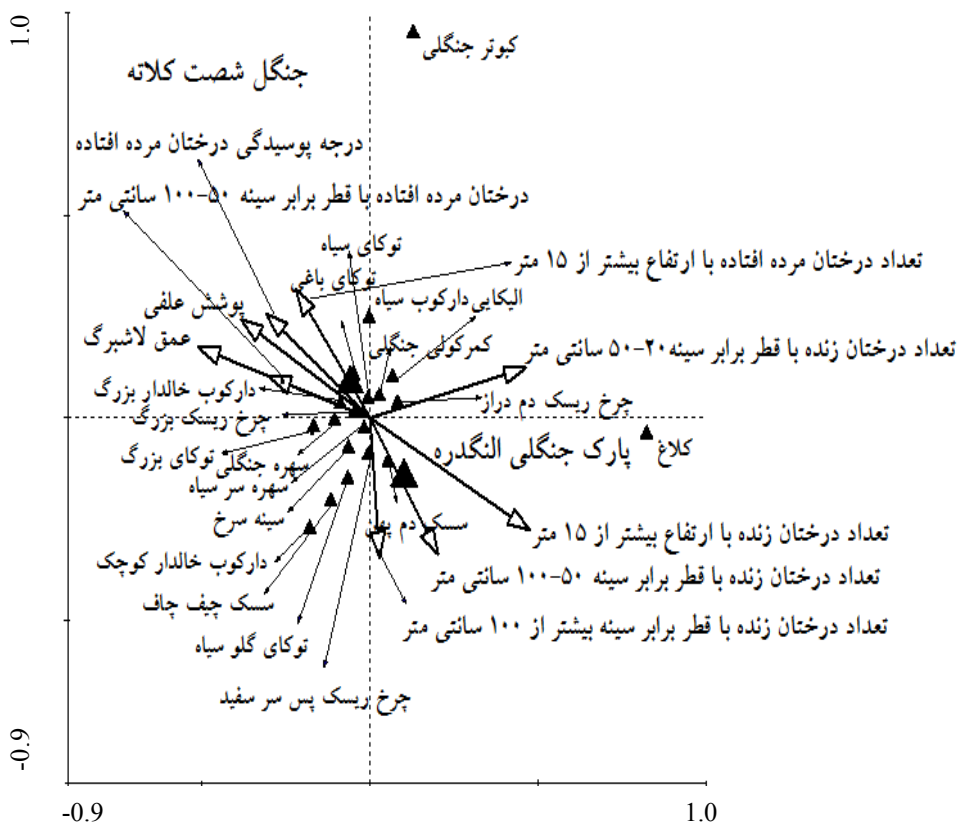 1.0
کبوتر جنگلی
جنگل شصت کلاته
درجه پوسیدگی درختان مرده افتاده
درختان مرده افتاده با قطر برابر سینه ۵۰-۱۰۰ سانتی متر
توکای سیاه
تعداد درختان مرده افتاده با ارتفاع بیشتر از ۱۵ متر
توکای باغی
الیکایی
دارکوب سیاه
پوشش علفی
عمق لاشبرگ
کمرکولی جنگلی
تعداد درختان زنده با قطر برابر سینه۲۰-۵۰ سانتی متر
دارکوب خالدار بزرگ
چرخ ریسک دم دراز
چرخ ریسک بزرگ
پارک جنگلی النگدره
کلاغ
توکای بزرگ
سهره جنگلی
سهره سر سیاه
سینه سرخ
سسک دم پهن
تعداد درختان زنده با ارتفاع بیشتر از ۱۵ متر
دارکوب خالدار کوچک
تعداد درختان زنده با قطر برابر سینه ۵۰-۱۰۰ سانتی متر
سسک چیف چاف
تعداد درختان زنده با قطر برابر سینه بیشتر از ۱۰۰ سانتی متر
توکای گلو سیاه
چرخ ریسک پس سر سفید
-0.9
-0.9
1.0